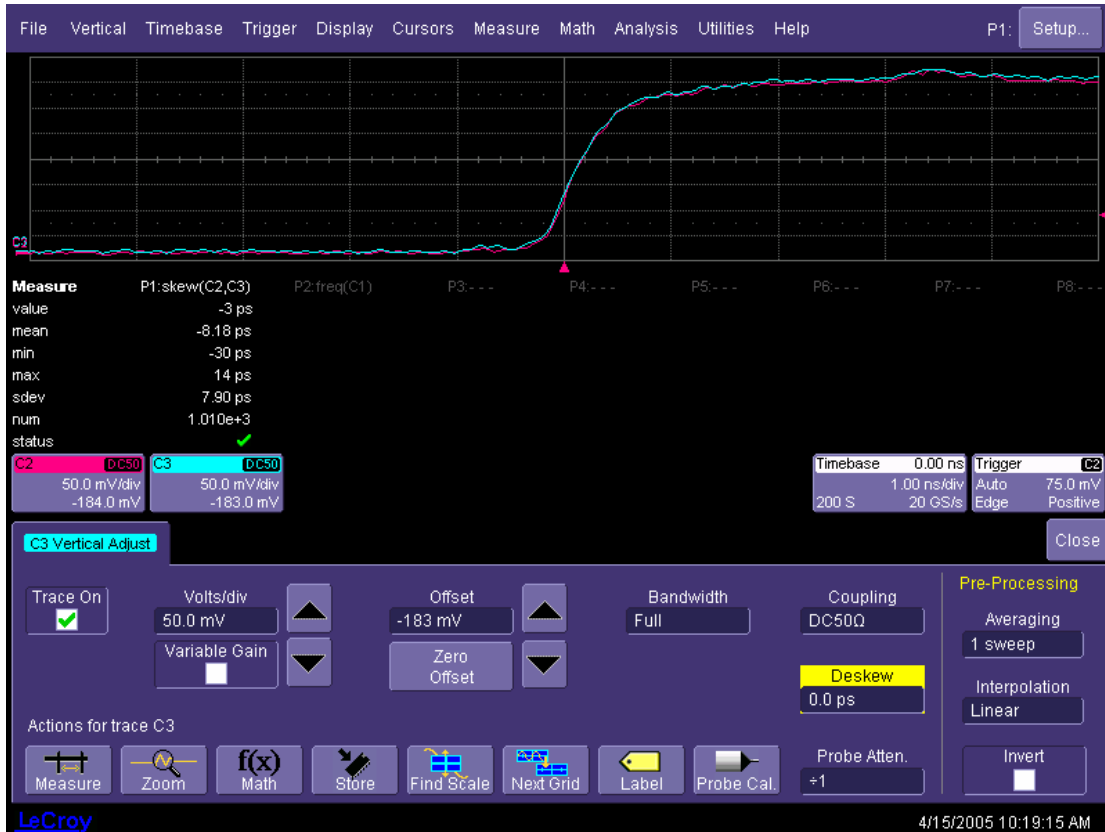 File Vertical Timebase Trigger Display Cursors Measure Math Analysis Utilities Help P1: Setup...
C3
Measure P1:skew(C2,C3) P2:freq(C1) P3:- - - P4:- - - P5:- - - P6:- - - P7:- - - P8:- - -
value -3 ps
mean -8.18 ps
min -30 ps
max 14 ps
sdev 7.90 ps
num 1.010e+3
status
C2 DC50 C3 DC50 Timebase 0.00 ns Trigger C2
50.0 mV/div 50.0 mV/div 1.00 ns/div Auto 75.0 mV
-184.0 mV -183.0 mV 200 S 20 GS/s Edge Positive
C3 Vertical Adjust Close
Trace On Volts/div Offset Bandwidth Coupling Pre-Processing
50.0 mV -183 mV Full DC50Ω Averaging
1 sweep
Variable Gain Zero Offset Deskew
0.0 ps Interpolation
Linear
Actions for trace C3
Measure Zoom f(x) Math Store Find Scale Next Grid Label Probe Cal. Probe Atten. Invert
÷1
LeCroy 4/15/2005 10:19:15 AM